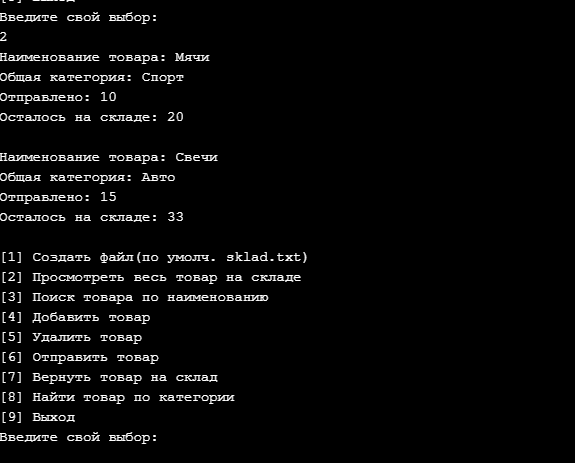 Введите свой выбор:
2
Наименование товара: Мячи
Общая категория: Спорт
Отправлено: 10
Осталось на складе: 20
Наименование товара: Свечи
Общая категория: Авто
Отправлено: 15
Осталось на складе: 33
[1] Создать файл(по умолч. sklad.txt)
[2] Просмотреть весь товар на складе
[3] Поиск товара по наименованию
[4] Добавить товар
[5] Удалить товар
[6] Отправить товар
[7] Вернуть товар на склад
[8] Найти товар по категории
[9] Выход
Введите свой выбор: